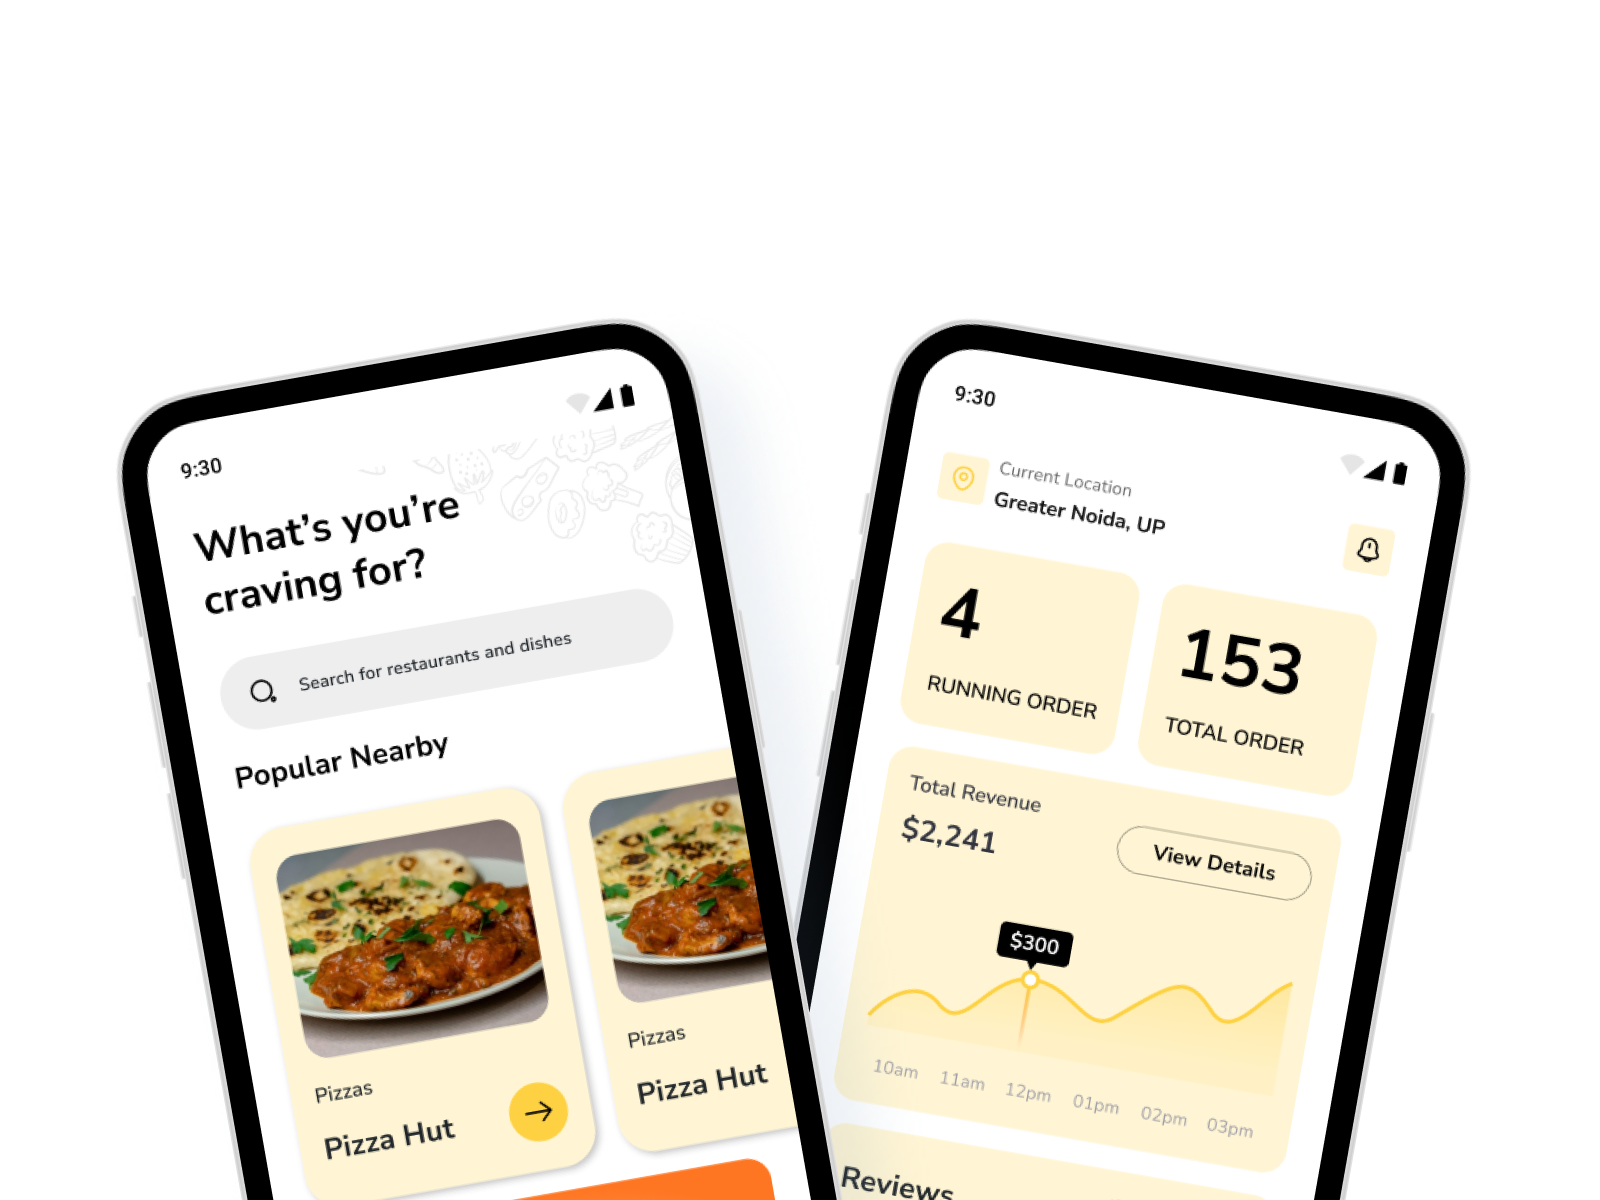 9:30
What's you're
craving for?
Search for restaurants and dishes
Popular Nearby
Pizzas
Pizza Hut
Pizzas
Pizza Hut
9:30
Current Location
Greater Noida, UP
4
RUNNING ORDER
153
TOTAL ORDER
Total Revenue
$2,241
View Details
$300
10am 11am 12pm 01pm 02pm 03pm
Reviews